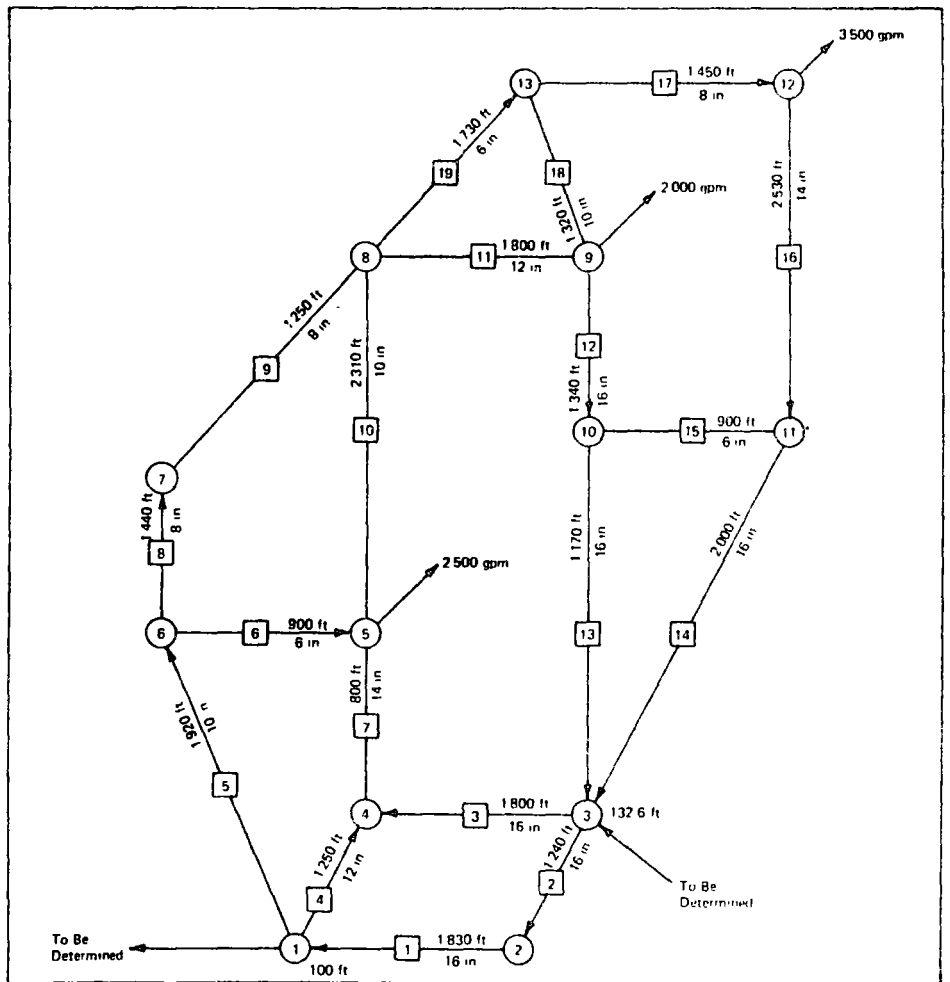 3 500 gpm
13
17
1 450 ft
8 in
12
1 730 ft
6 in
19
18
1 320 ft
10 in
2 000 gpm
2 530 ft
14 in
16
8
11
1 800 ft
12 in
9
1 250 ft
8 in
9
2 310 ft
10 in
10
12
1 340 ft
16 in
10
15
900 ft
6 in
11
7
1 440 ft
8 in
8
2 500 gpm
1 170 ft
16 in
2 000 ft
16 in
6
6
900 ft
6 in
5
13
14
800 ft
14 in
7
1 920 ft
10 n
5
4
3
1 800 ft
16 in
3
132 6 ft
1 250 ft
12 in
4
1 240 ft
16 in
2
To Be
Determined
To Be
Determined
1
100 ft
1
1 830 ft
16 in
2